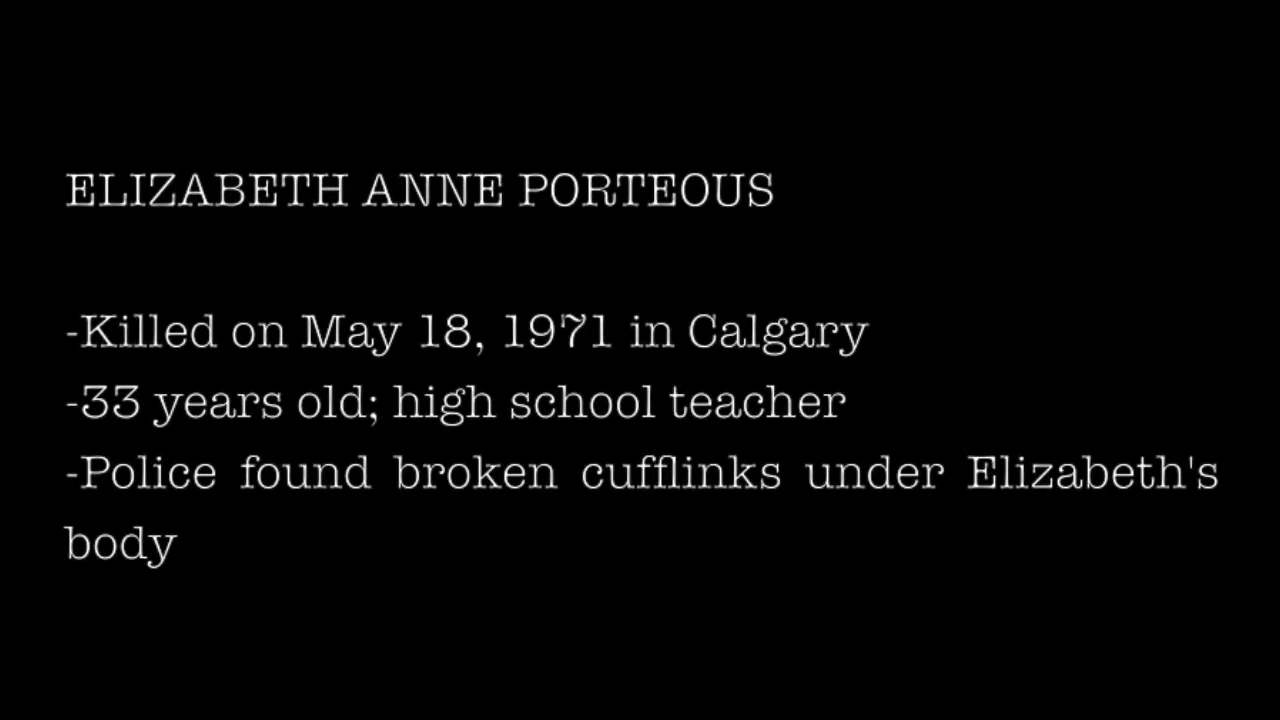 ELIZABETH ANNE PORTEOUS
-Killed on May 18, 1971 in Calgary
-33 years old; high school teacher
-Police found broken cufflinks under Elizabeth's
body